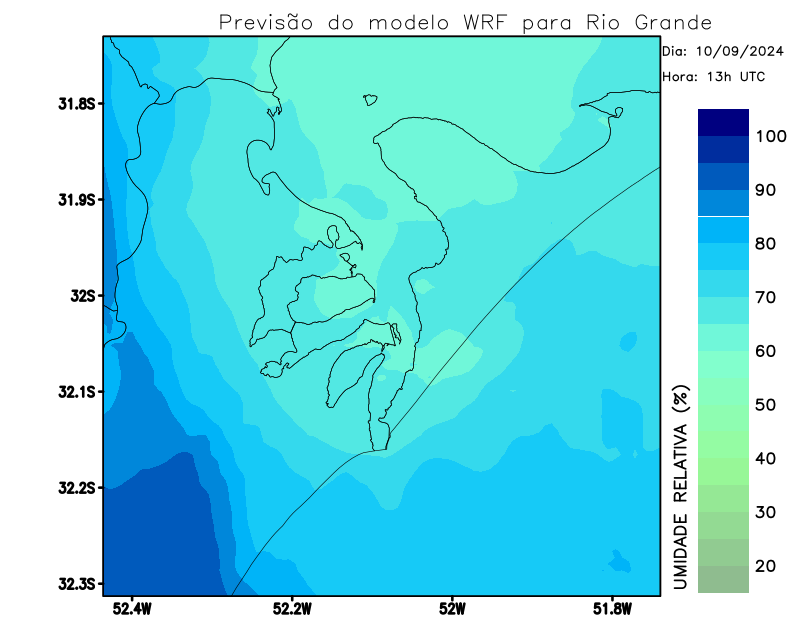 Previsão do modelo WRF para Rio Grande
Dia: 10/09/2024
Hora: 13h UTC
31.8S
31.9S
32S
32.1S
32.2S
32.3S
52.4W
52.2W
52W
51.8W
100
90
80
70
60
50
40
30
20
UMIDADE RELATIVA (%)